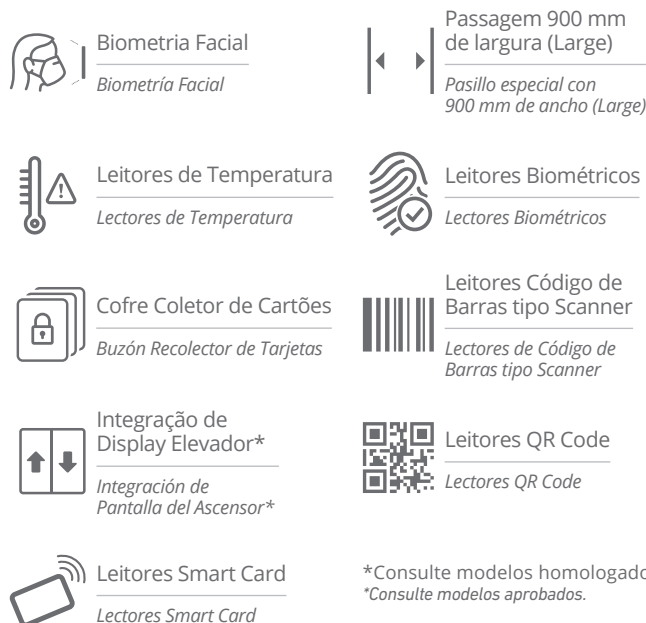 Biometria Facial
Biometría Facial
Passagem 900 mm
de largura (Large)
Pasillo especial con
900 mm de ancho (Large)
Leitores de Temperatura
Lectores de Temperatura
Leitores Biométricos
Lectores Biométricos
Cofre Coletor de Cartões
Buzón Recolector de Tarjetas
Leitores Código de
Barras tipo Scanner
Lectores de Código de
Barras tipo Scanner
Integração de
Display Elevador*
Integración de
Pantalla del Ascensor*
Leitores QR Code
Lectores QR Code
Leitores Smart Card
Lectores Smart Card
*Consulte modelos homologado
*Consulte modelos aprobados.